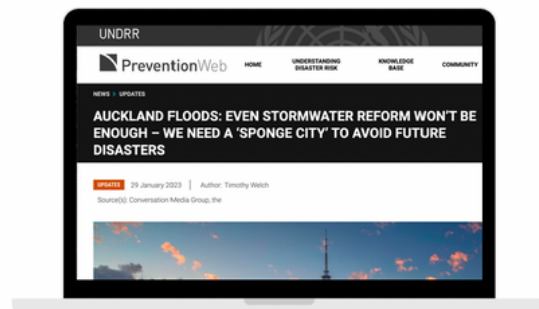 UNDRR
PreventionWeb
HOME
UNDERSTANDING
DISASTER RISK
KNOWLEDGE
BASE
COMMUNITY
NEWS > UPDATES
AUCKLAND FLOODS: EVEN STORMWATER REFORM WON'T BE
ENOUGH – WE NEED A 'SPONGE CITY' TO AVOID FUTURE
DISASTERS
UPDATES 29 January 2023 | Author: Timothy Welch
Source(s): Conversation Media Group, the